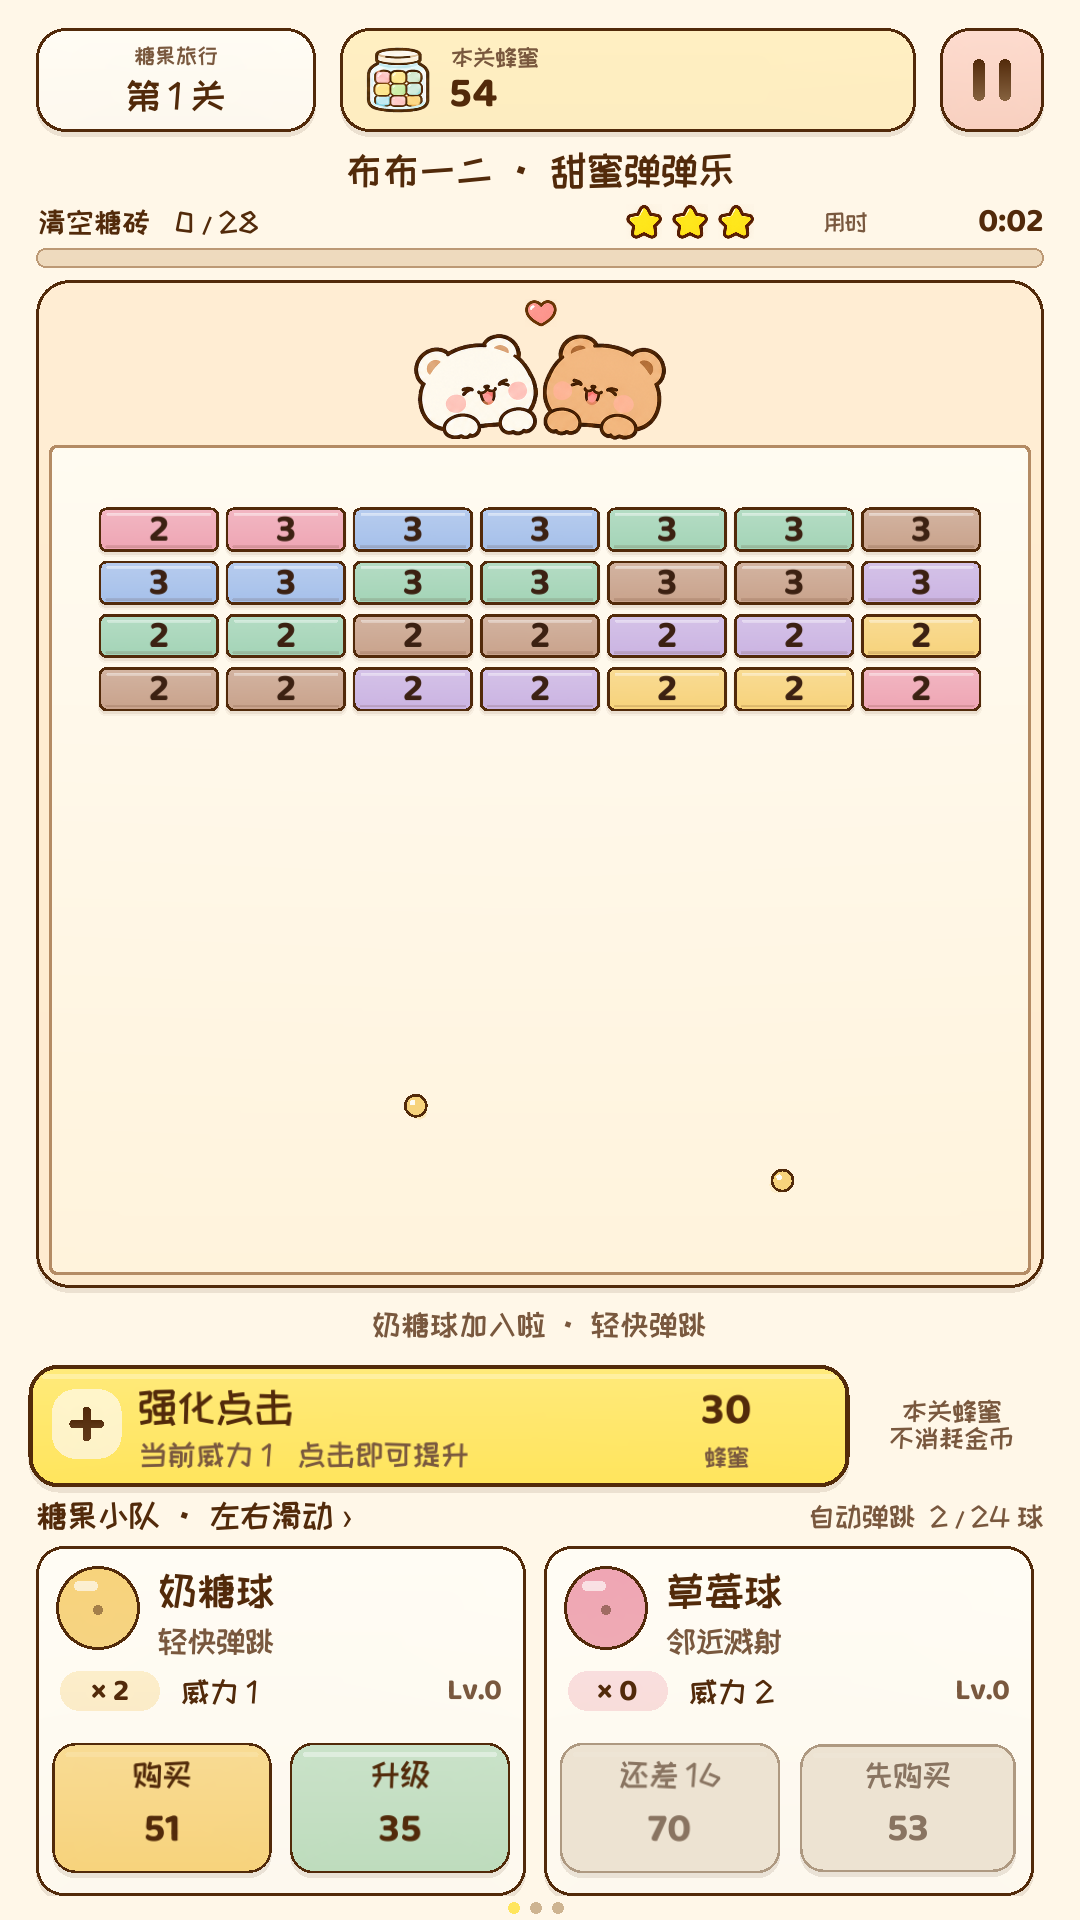 糖果旅行
第1关
本关蜂蜜
54
布布一二 · 甜蜜弹弹乐
清空糖砖 0/28
用时 0:02
2 3 3 3 3 3 3
3 3 3 3 3 3 3
2 2 2 2 2 2 2
2 2 2 2 2 2 2
奶糖球加入啦 · 轻快弹跳
强化点击
当前威力1 点击即可提升
30
蜂蜜
本关蜂蜜
不消耗金币
糖果小队 · 左右滑动 ›
自动弹跳 2/24 球
奶糖球
轻快弹跳
×2 威力1 Lv.0
购买
51
升级
35
草莓球
邻近溅射
×0 威力2 Lv.0
还差16
70
先购买
53